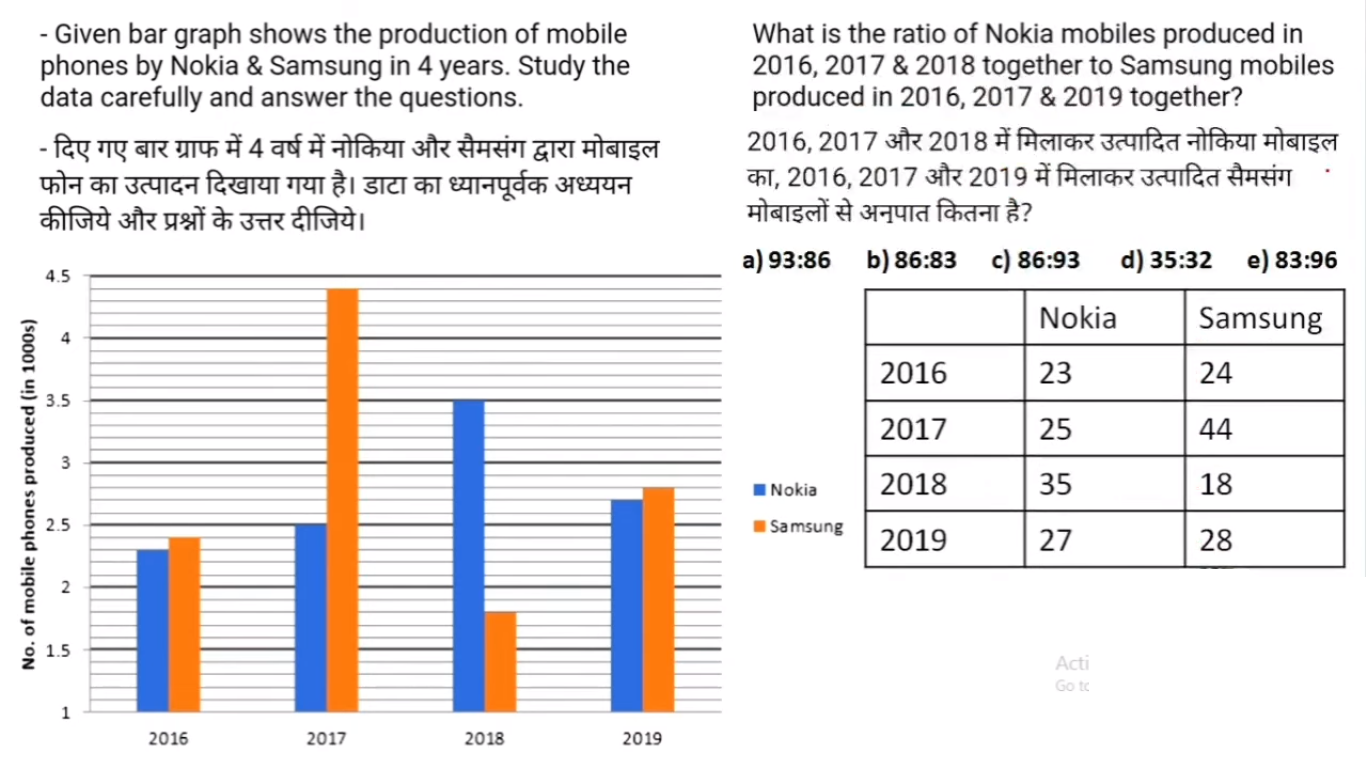 - Given bar graph shows the production of mobile
phones by Nokia & Samsung in 4 years. Study the
data carefully and answer the questions.
- दिए गए बार ग्राफ में 4 वर्ष में नोकिया और सैमसंग द्वारा मोबाइल
फोन का उत्पादन दिखाया गया है। डाटा का ध्यानपूर्वक अध्ययन
कीजिये और प्रश्नों के उत्तर दीजिये।
4.5
4
3.5
3
2.5
2
1.5
1
No. of mobile phones produced (in 1000s)
2016 2017 2018 2019
Nokia
Samsung
What is the ratio of Nokia mobiles produced in
2016, 2017 & 2018 together to Samsung mobiles
produced in 2016, 2017 & 2019 together?
2016, 2017 और 2018 में मिलाकर उत्पादित नोकिया मोबाइल
का, 2016, 2017 और 2019 में मिलाकर उत्पादित सैमसंग
मोबाइलों से अनुपात कितना है?
a) 93:86 b) 86:83 c) 86:93 d) 35:32 e) 83:96
Nokia Samsung
2016 23 24
2017 25 44
2018 35 18
2019 27 28
Acti
Go to